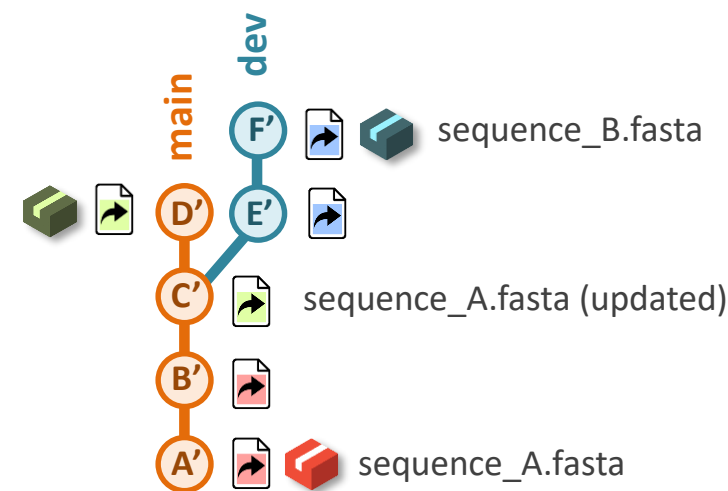 dev
main
F’
sequence_B.fasta
D’
E’
C’
sequence_A.fasta (updated)
B’
A’
sequence_A.fasta